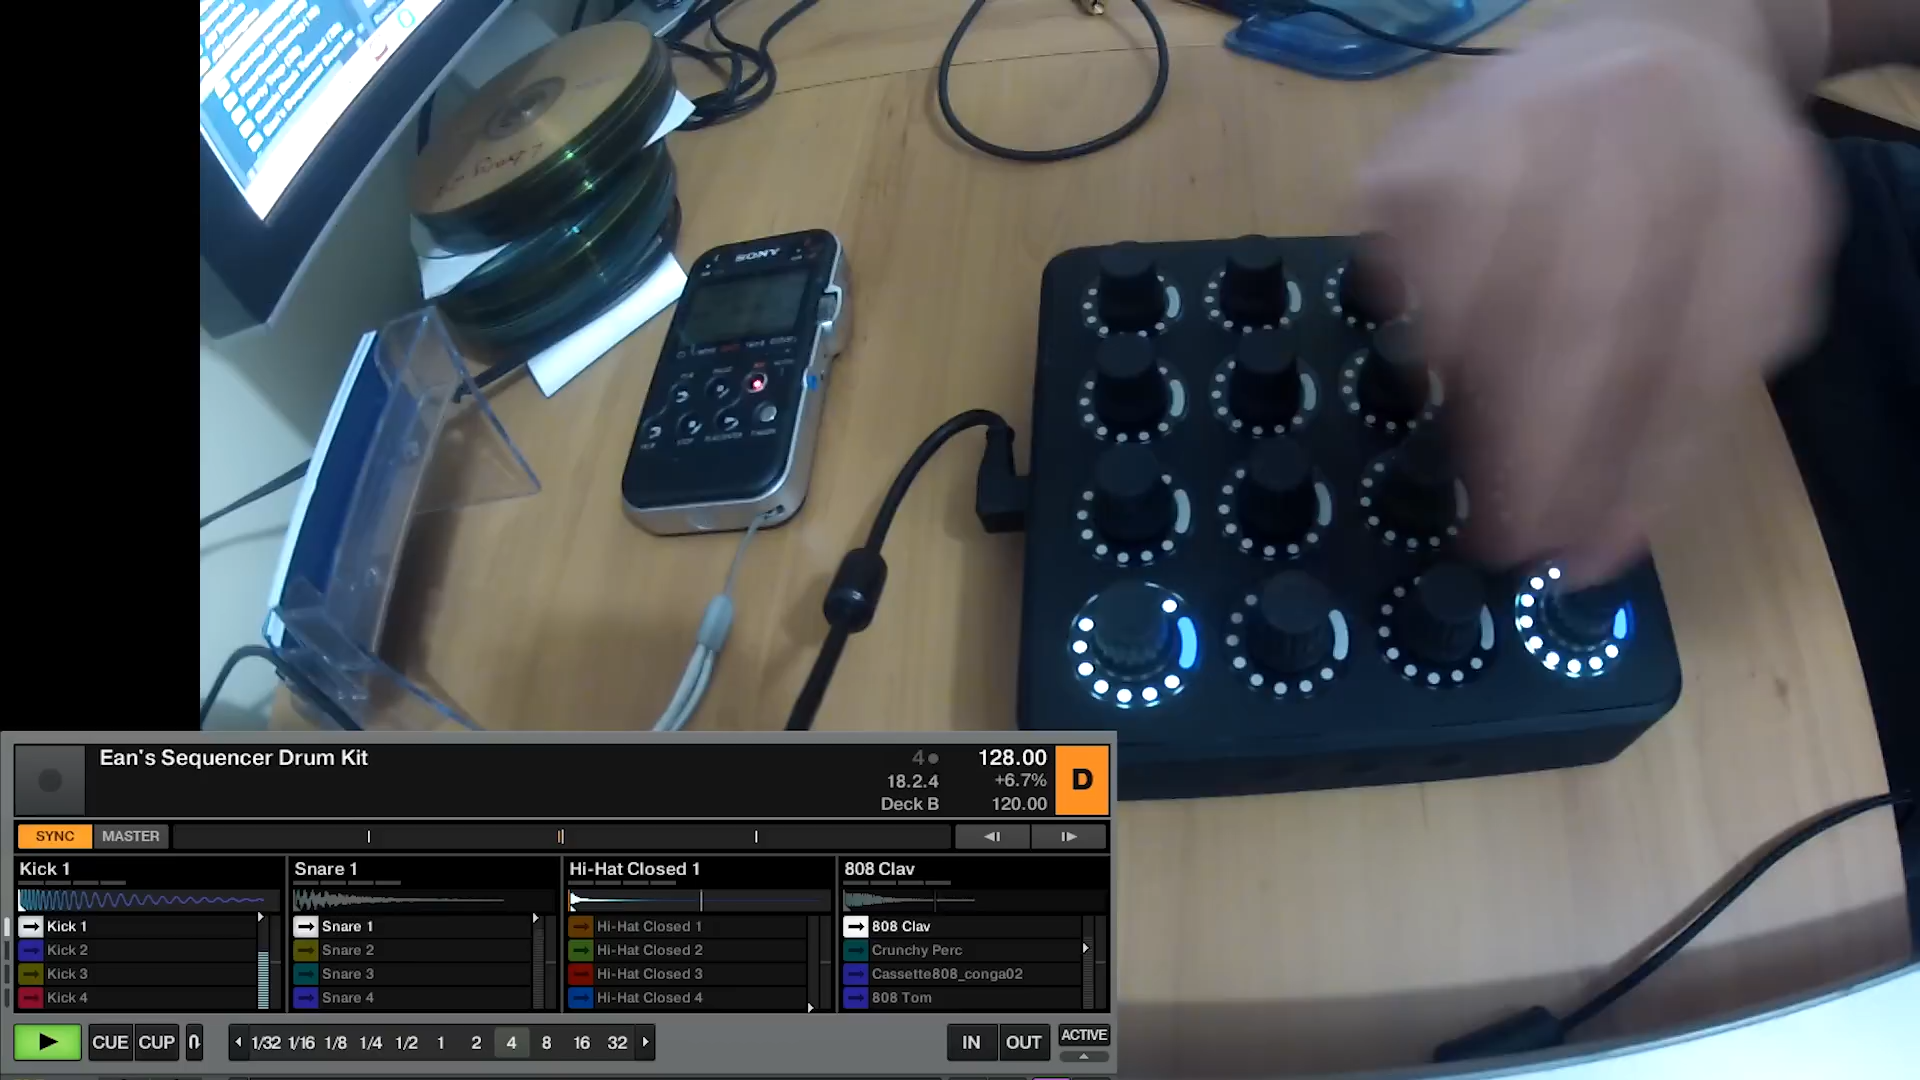 SONY
Ean's Sequencer Drum Kit
4
128.00
18.2.4
+6.7%
Deck B
120.00
D
SYNC
MASTER
Kick 1
Snare 1
Hi-Hat Closed 1
808 Clav
Kick 1
Snare 1
Hi-Hat Closed 1
808 Clav
Kick 2
Snare 2
Hi-Hat Closed 2
Crunchy Perc
Kick 3
Snare 3
Hi-Hat Closed 3
Cassette808_conga02
Kick 4
Snare 4
Hi-Hat Closed 4
808 Tom
CUE
CUP
1/32
1/16
1/8
1/4
1/2
1
2
4
8
16
32
IN
OUT
ACTIVE